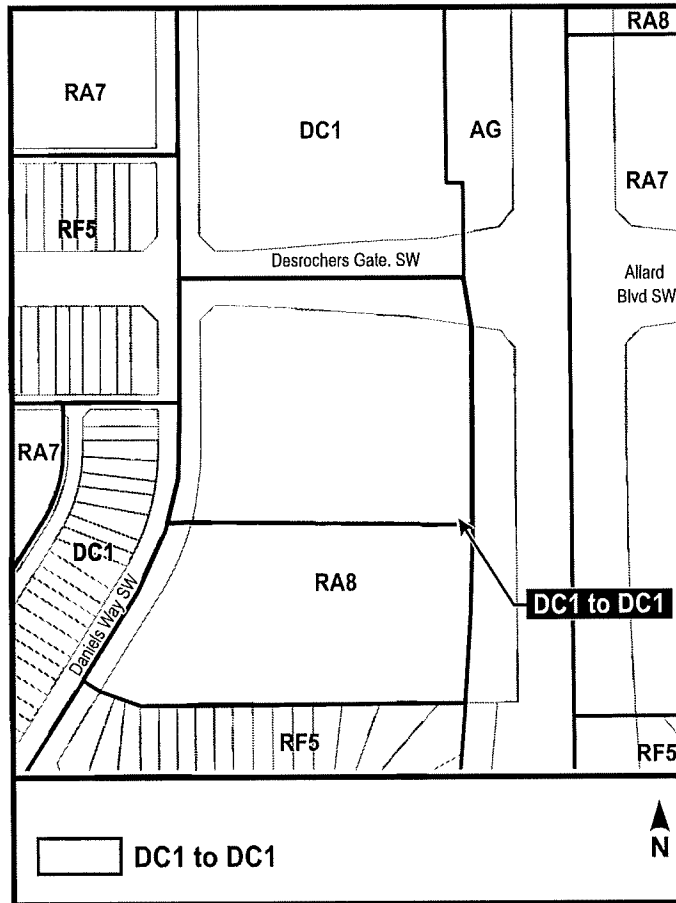 RA8
RA7
DC1
AG
RA7
RF5
Desrochers Gate. SW
Allard
Blvd SW
RA7
DC1
RA8
DC1 to DC1
Daniels Way SW
RF5
RF5
DC1 to DC1
N